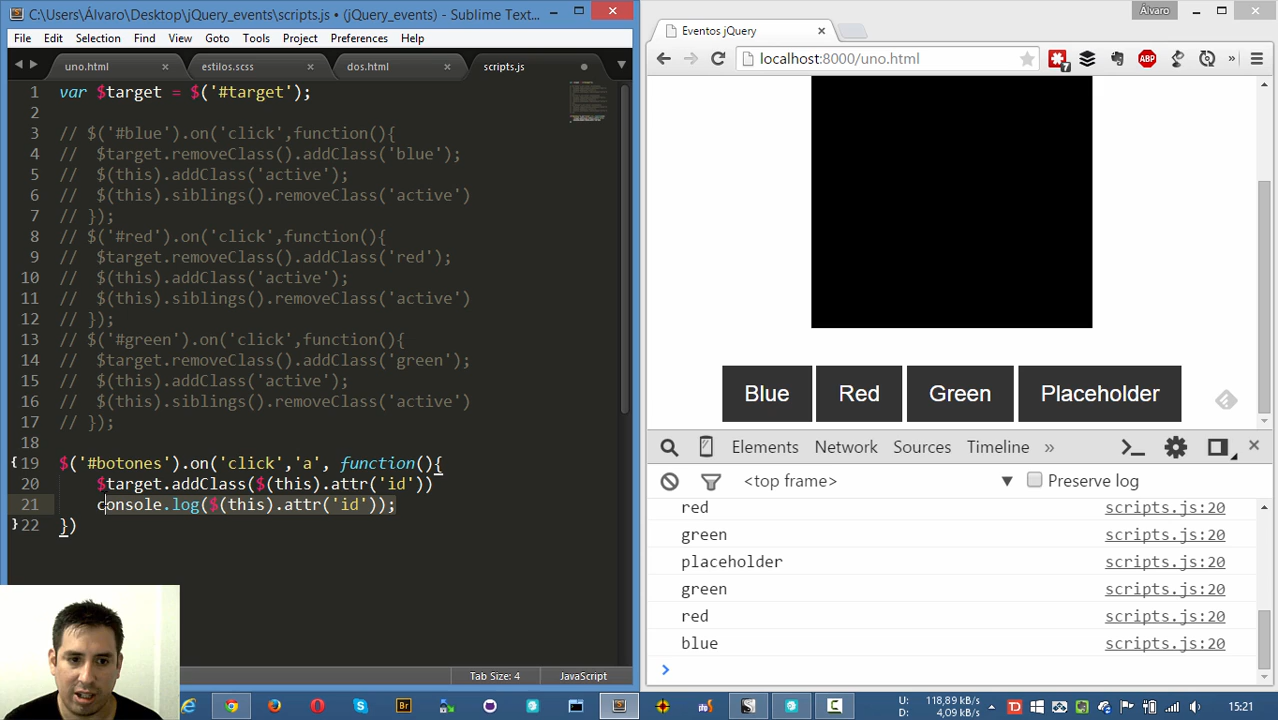 C:\Users\Álvaro\Desktop\jQuery_events\scripts.js • (jQuery_events) - Sublime Text...
File Edit Selection Find View Goto Tools Project Preferences Help
uno.html estilos.scss dos.html scripts.js
1 var $target = $('#target');
2
3 // $('#blue').on('click',function(){
4 // $target.removeClass().addClass('blue');
5 // $(this).addClass('active');
6 // $(this).siblings().removeClass('active')
7 // });
8 // $('#red').on('click',function(){
9 // $target.removeClass().addClass('red');
10 // $(this).addClass('active');
11 // $(this).siblings().removeClass('active')
12 // });
13 // $('#green').on('click',function(){
14 // $target.removeClass().addClass('green');
15 // $(this).addClass('active');
16 // $(this).siblings().removeClass('active')
17 // });
18
19 $('#botones').on('click','a', function(){
20 $target.addClass($(this).attr('id'))
21 console.log($(this).attr('id'));
22 })
Tab Size: 4 JavaScript
Álvaro
Eventos jQuery
localhost:8000/uno.html
7
ABP
Blue Red Green Placeholder
Elements Network Sources Timeline »
<top frame> Preserve log
red scripts.js:20
green scripts.js:20
placeholder scripts.js:20
green scripts.js:20
red scripts.js:20
blue scripts.js:20
Br
U: 118,89 kB/s
D: 4,09 kB/s
15:21